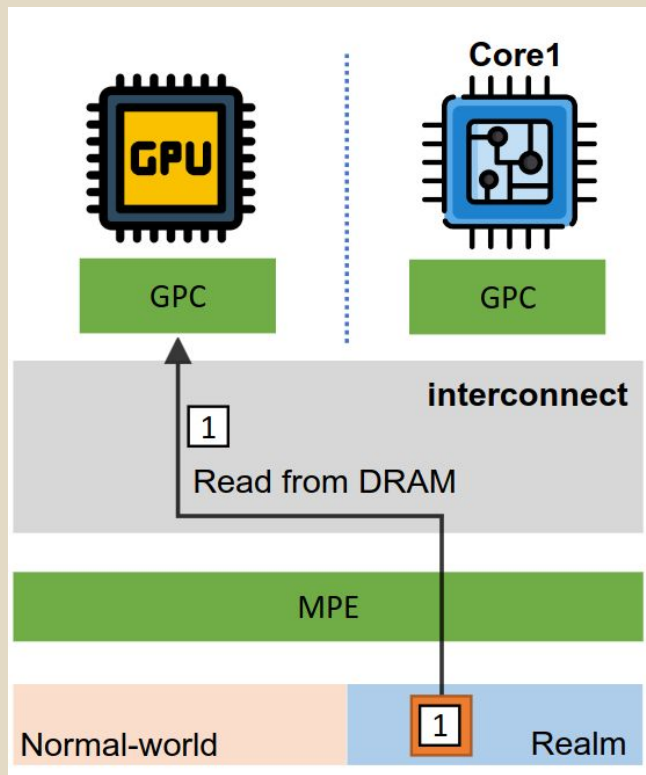 Core1
GPU
GPC
GPC
interconnect
1
Read from DRAM
MPE
1
Normal-world
Realm